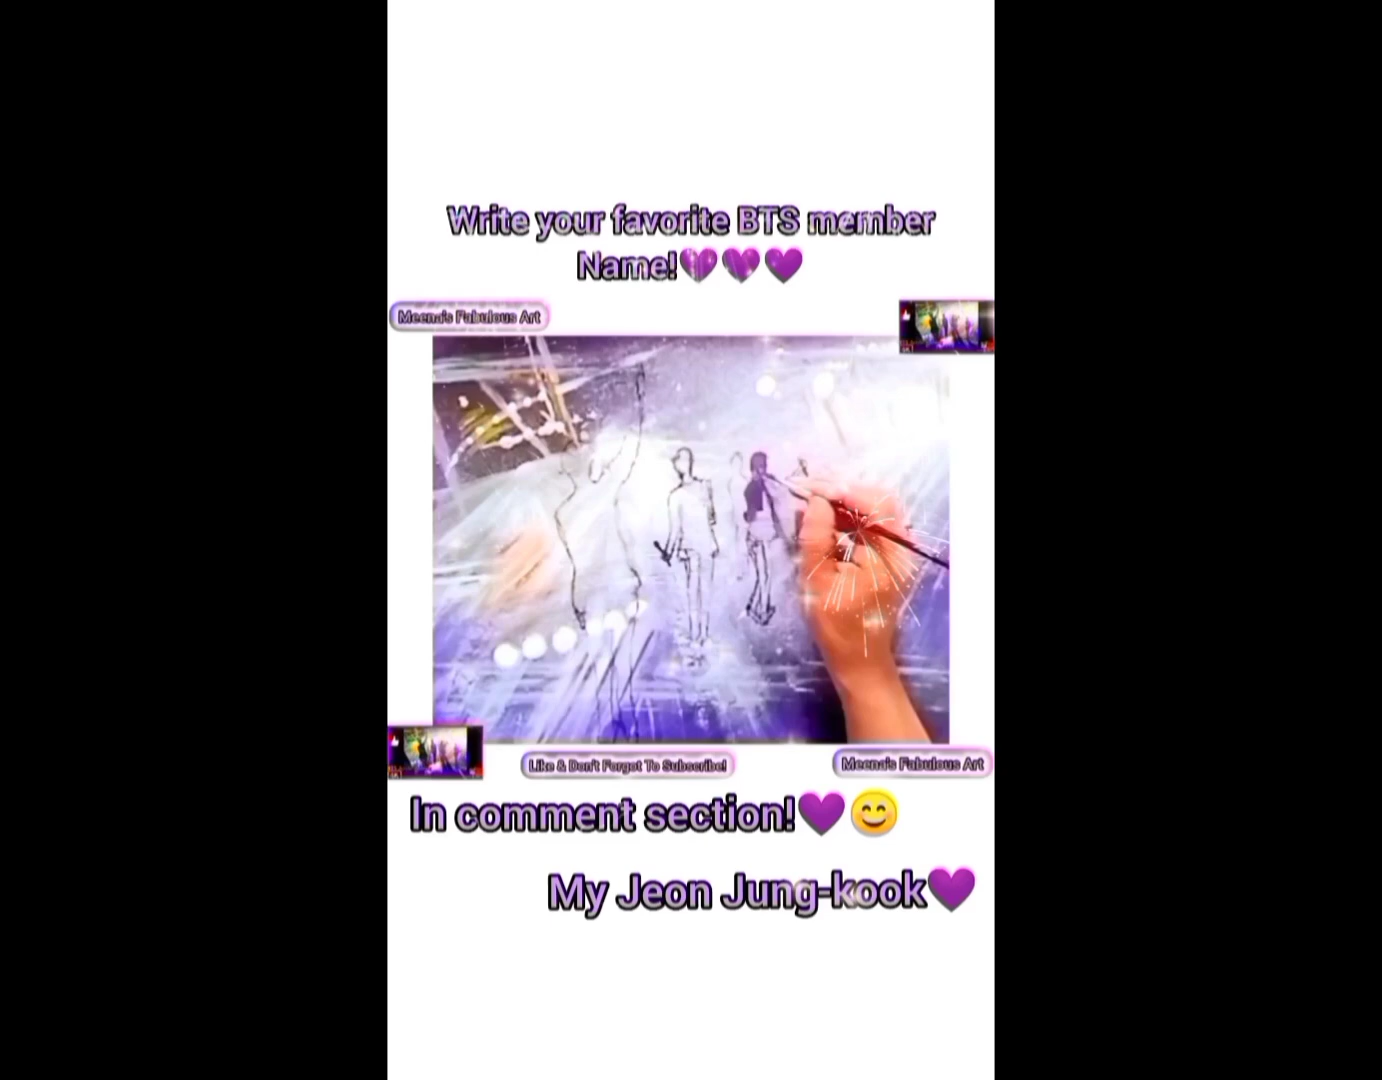 Write your favorite BTS member
Name!💜💜💜
Meena's Fabulous Art
Like & Don't Forgot To Subscribe!
Meena's Fabulous Art
In comment section!💜😊
My Jeon Jung-kook💜